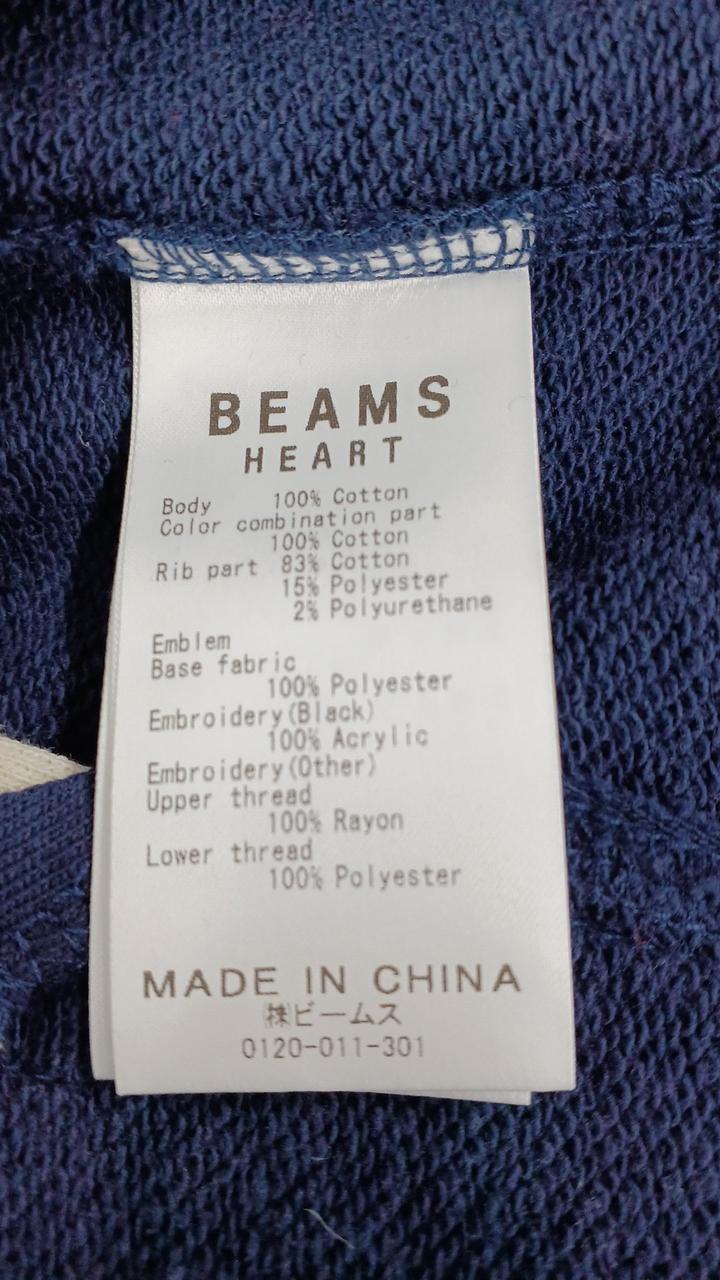 BEAMS
HEART
Body 100% Cotton
Color combination part
100% Cotton
Rib part 83% Cotton
15% Polyester
2% Polyurethane
Emblem
Base fabric
100% Polyester
Embroidery(Black)
100% Acrylic
Embroidery(Other)
Upper thread
100% Rayon
Lower thread
100% Polyester
MADE IN CHINA
㈱ビームス
0120-011-301